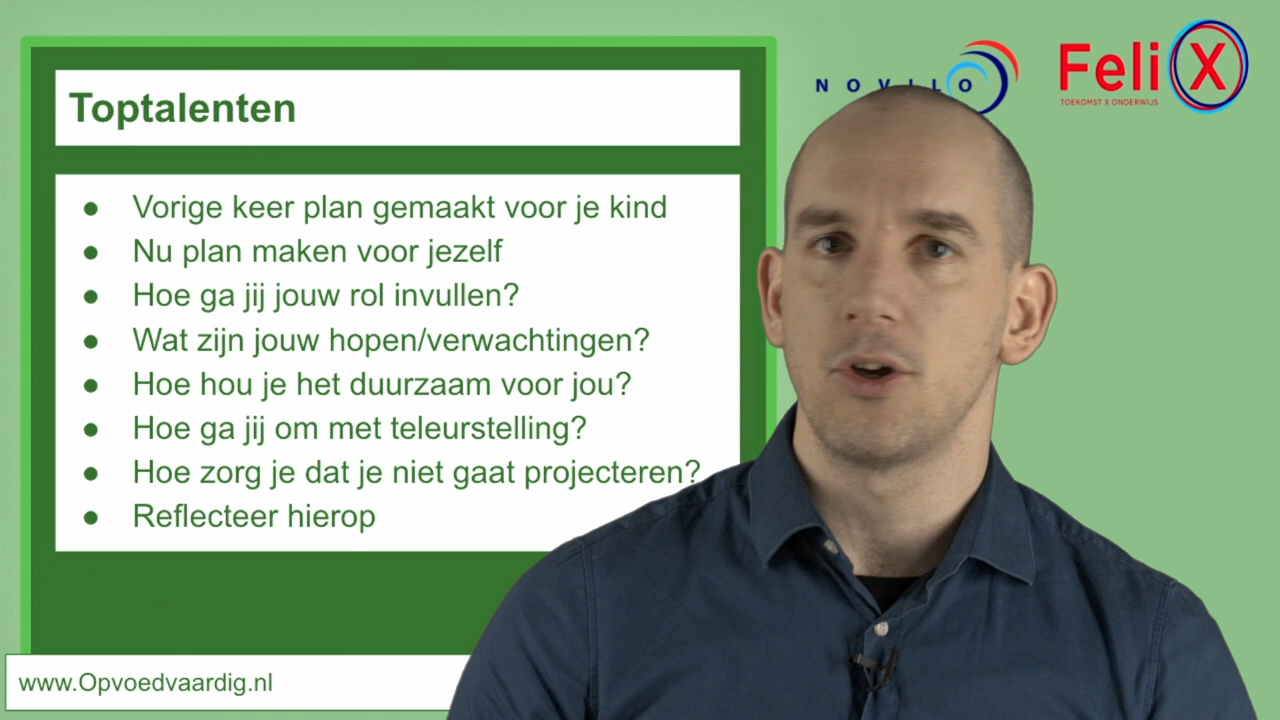 Toptalenten
● Vorige keer plan gemaakt voor je kind
● Nu plan maken voor jezelf
● Hoe ga jij jouw rol invullen?
● Wat zijn jouw hopen/verwachtingen?
● Hoe hou je het duurzaam voor jou?
● Hoe ga jij om met teleurstelling?
● Hoe zorg je dat je niet gaat projecteren?
● Reflecteer hierop
www.Opvoedvaardig.nl
NOVILO
FeliX
TOEKOMST X ONDERWIJS